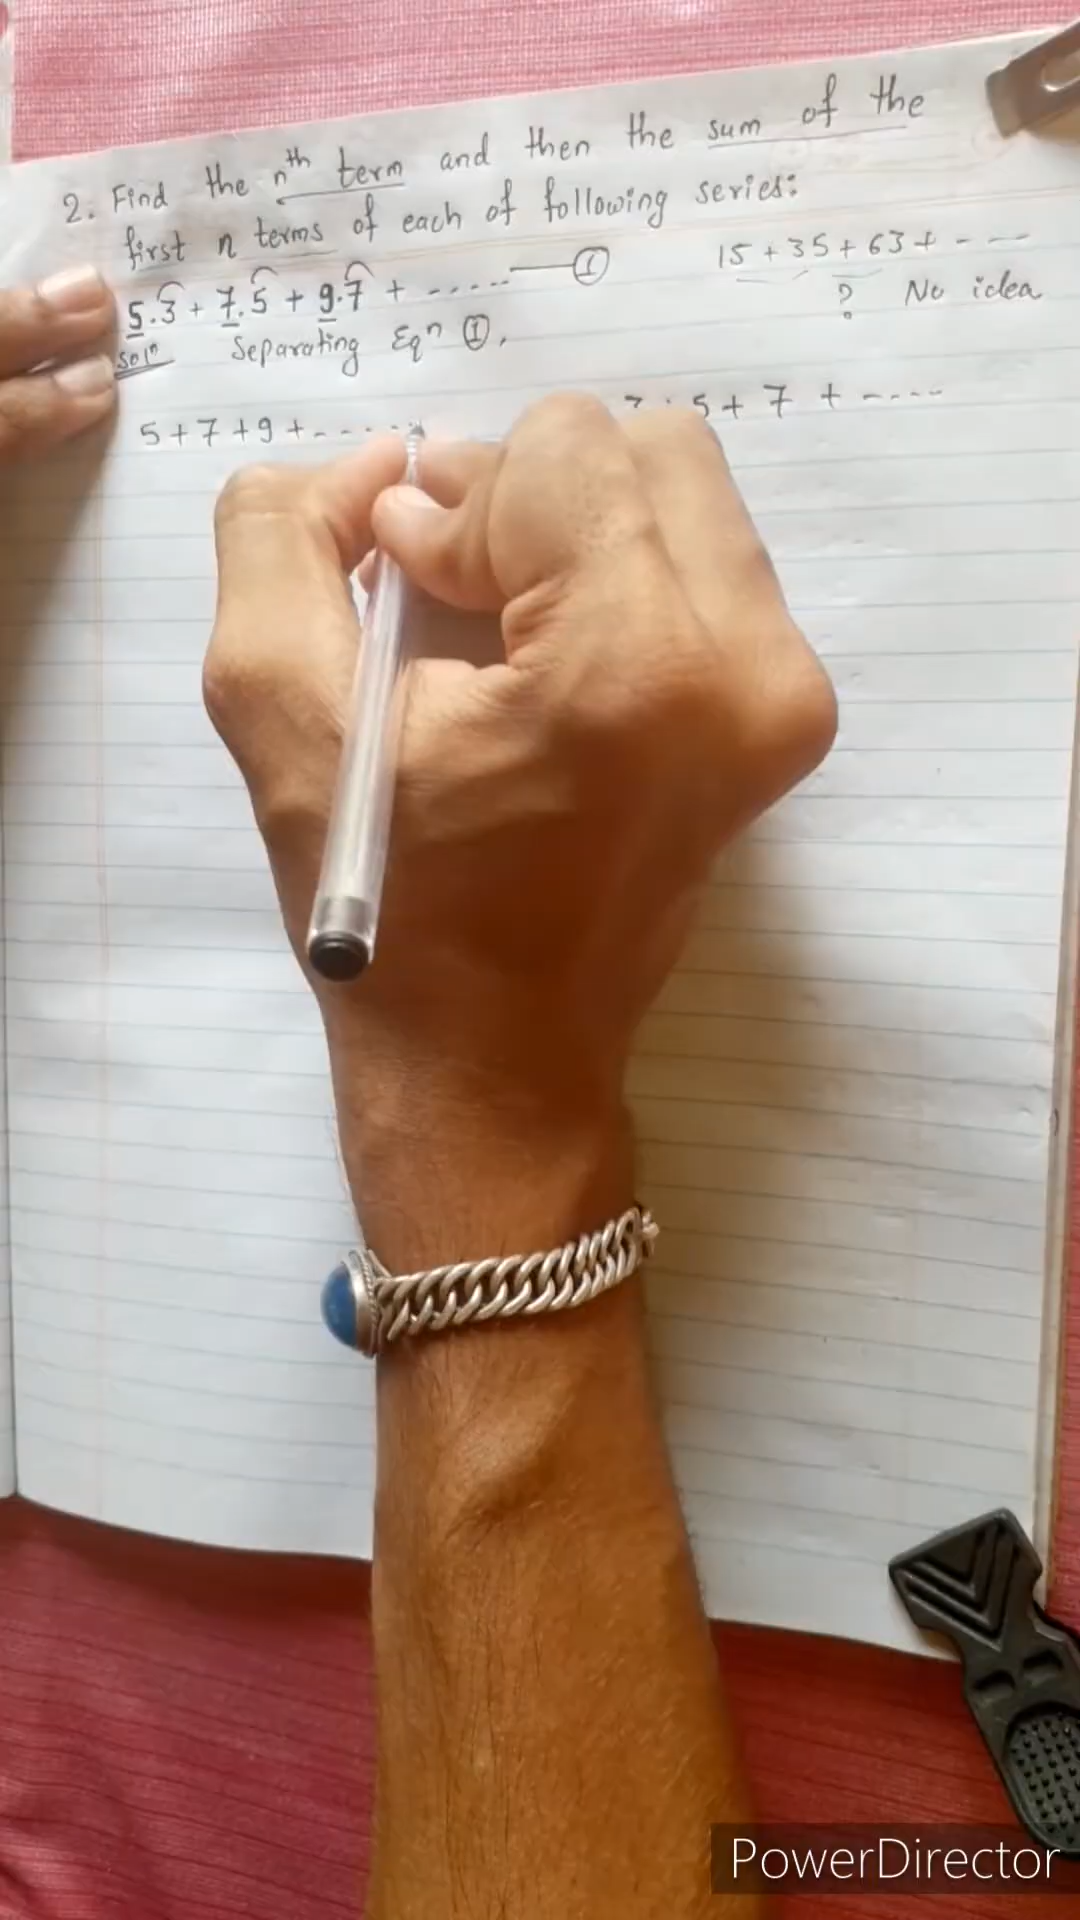 2. Find the nth term and then the sum of the
first n terms of each of following series:
5.3 + 7.5 + 9.7 + ..... — I
15 + 35 + 63 + ---
? No idea
Solⁿ Separating Eqⁿ I,
5+7+9+......
5 + 7 + ....
PowerDirector